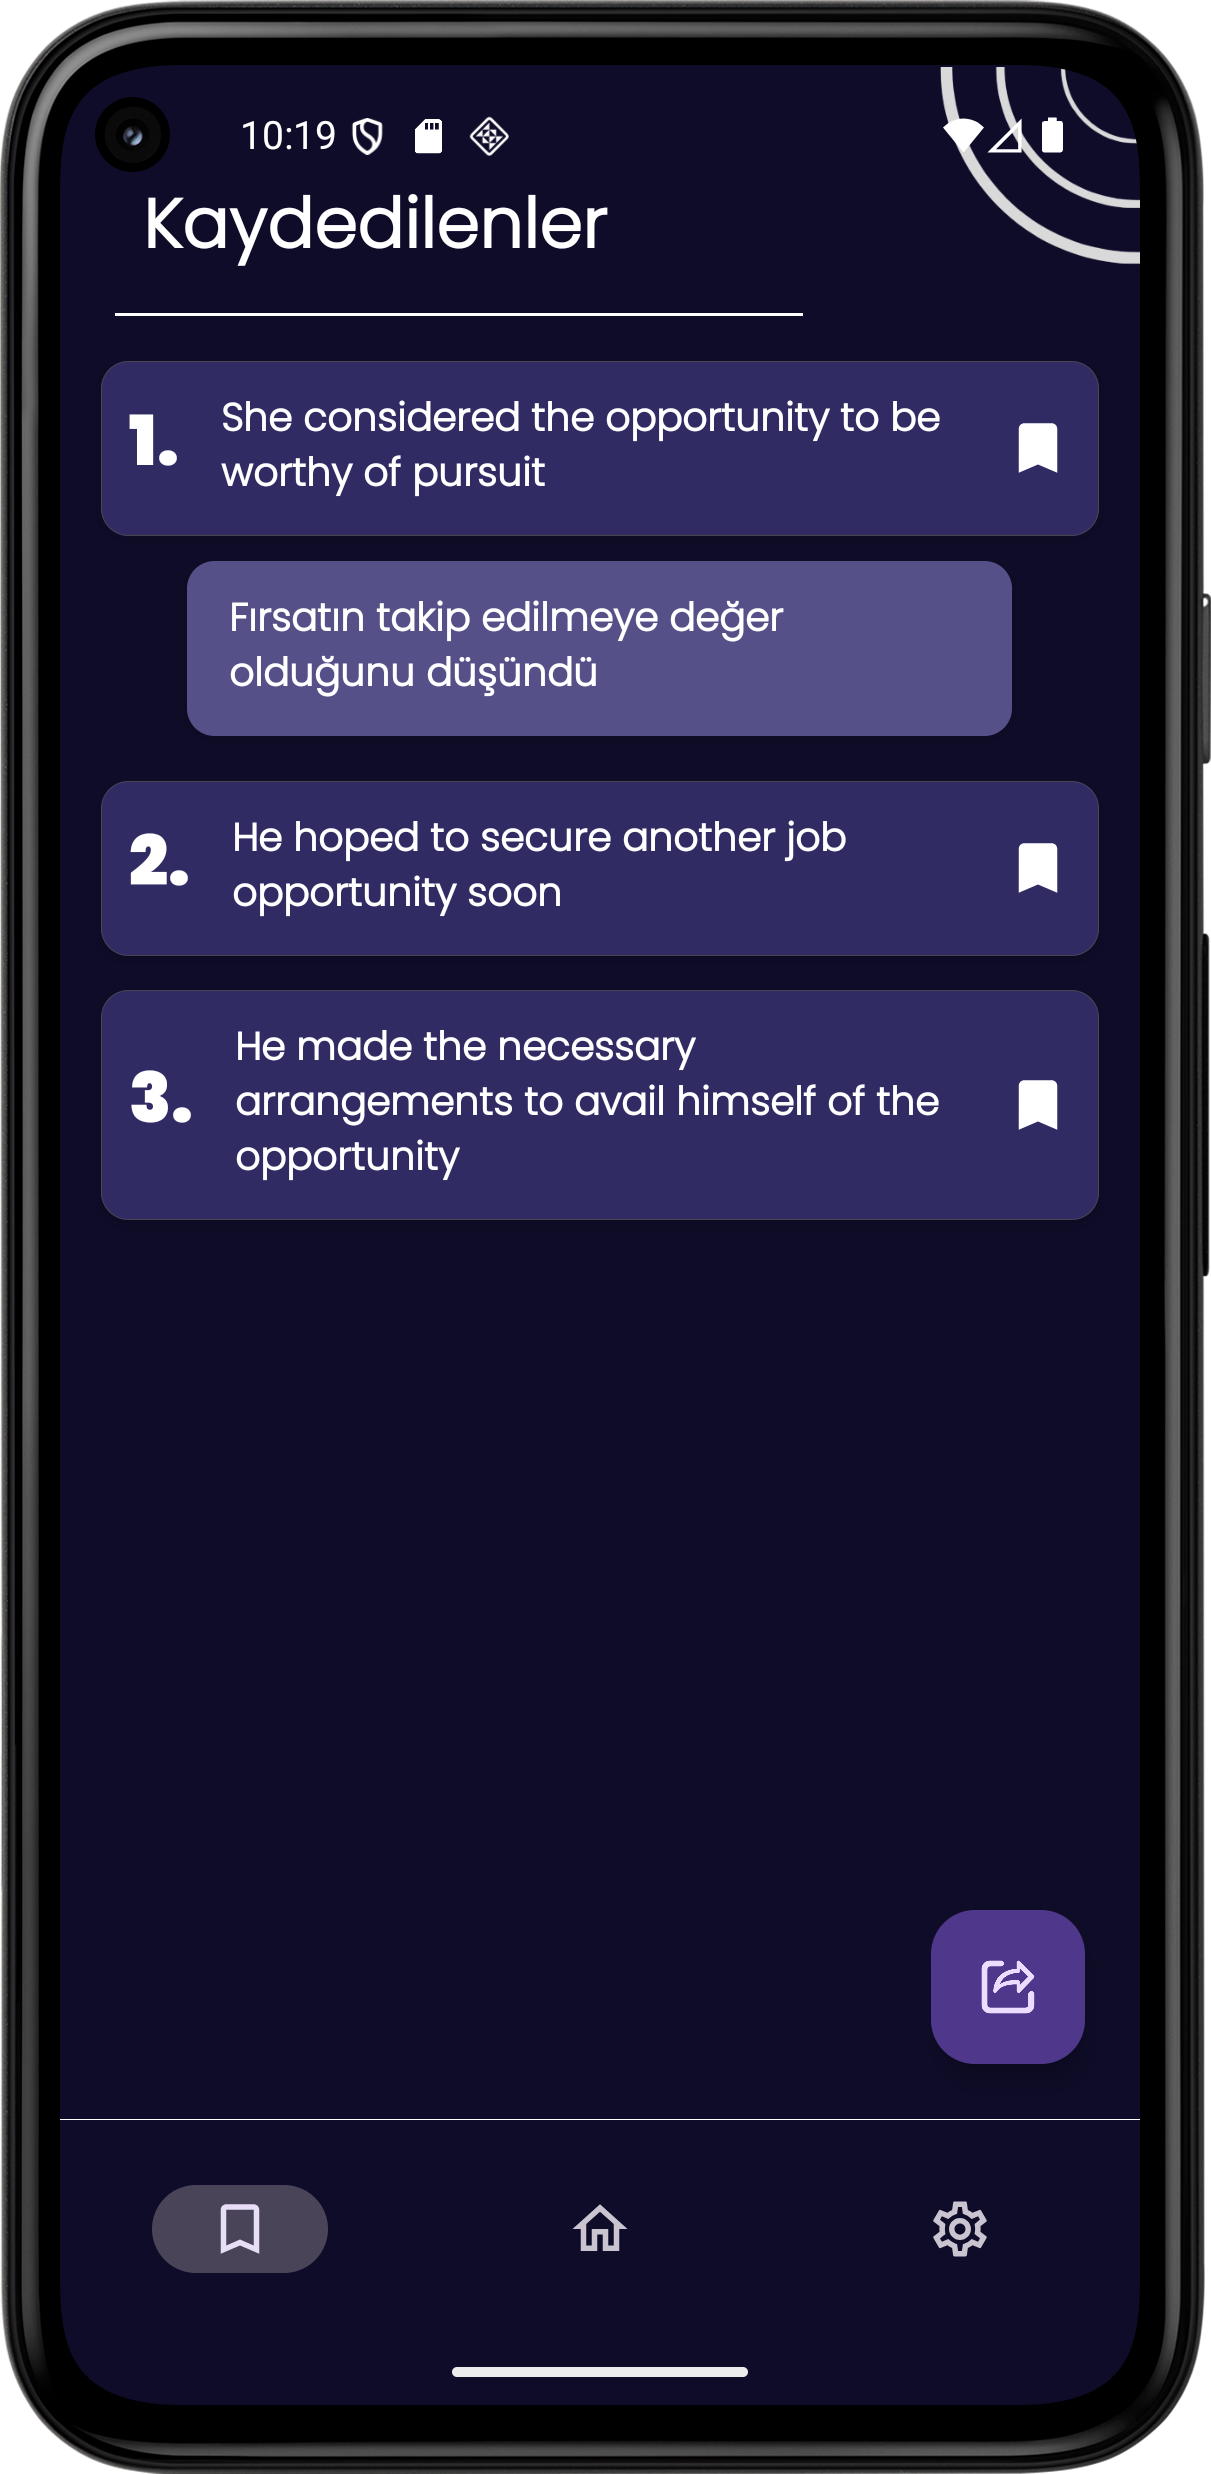 10:19
Kaydedilenler
1.
She considered the opportunity to be
worthy of pursuit
Fırsatın takip edilmeye değer
olduğunu düşündü
2.
He hoped to secure another job
opportunity soon
3.
He made the necessary
arrangements to avail himself of the
opportunity